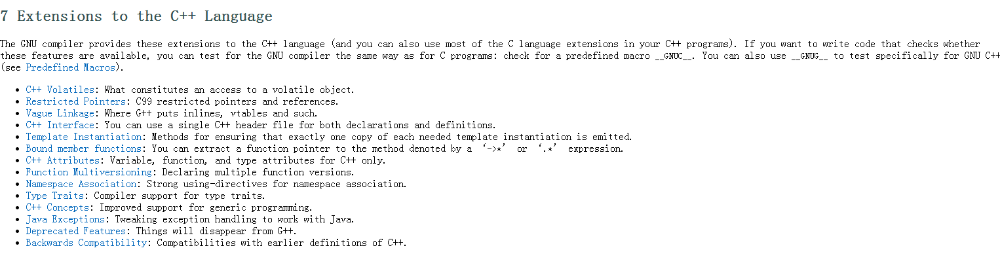 7 Extensions to the C++ Language
The GNU compiler provides these extensions to the C++ language (and you can also use most of the C language extensions in your C++ programs). If you want to write code that checks whether
these features are available, you can test for the GNU compiler the same way as for C programs: check for a predefined macro __GNUC__. You can also use __GNUG__ to test specifically for GNU C++
(see Predefined Macros).
• C++ Volatiles: What constitutes an access to a volatile object.
• Restricted Pointers: C99 restricted pointers and references.
• Vague Linkage: Where G++ puts inlines, vtables and such.
• C++ Interface: You can use a single C++ header file for both declarations and definitions.
• Template Instantiation: Methods for ensuring that exactly one copy of each needed template instantiation is emitted.
• Bound member functions: You can extract a function pointer to the method denoted by a ‘->*’ or ‘.*’ expression.
• C++ Attributes: Variable, function, and type attributes for C++ only.
• Function Multiversioning: Declaring multiple function versions.
• Namespace Association: Strong using-directives for namespace association.
• Type Traits: Compiler support for type traits.
• C++ Concepts: Improved support for generic programming.
• Java Exceptions: Tweaking exception handling to work with Java.
• Deprecated Features: Things will disappear from G++.
• Backwards Compatibility: Compatibilities with earlier definitions of C++.